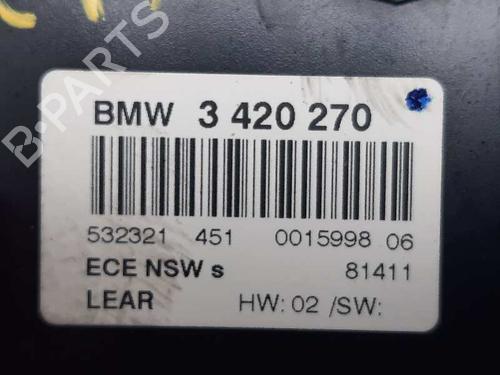 BMW 3 420 270
532321 451 0015998 06
ECE NSW s 81411
LEAR HW: 02 /SW:
B-PARTS